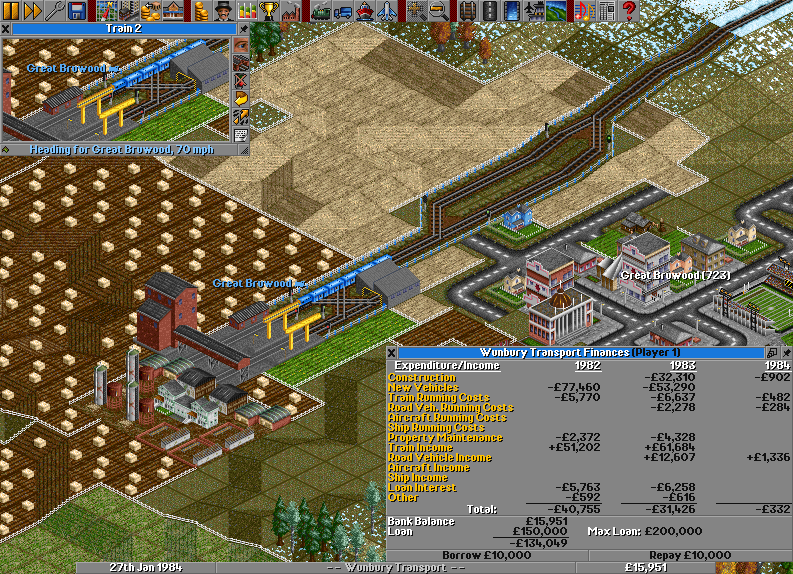 Train 2
Great Bruwood
Heading for Great Bruwood, 70 mph
Great Bruwood
Great Bruwood (723)
Wunbury Transport Finances (Player 1)
Expenditure/Income 1982 1983 1984
Construction -£32,310 -£902
New Vehicles -£77,460 -£53,290
Train Running Costs -£5,770 -£6,637 -£482
Road Veh. Running Costs -£2,278 -£284
Aircraft Running Costs
Ship Running Costs
Property Maintenance -£2,372 -£4,328
Train Income +£51,202 +£61,684
Road Vehicle Income +£12,607 +£1,336
Aircraft Income
Ship Income
Loan Interest -£5,763 -£6,258
Other -£592 -£616
Total: -£40,755 -£31,426 -£332
Bank Balance £15,951
Loan £150,000 Max Loan: £200,000
-£134,049
Borrow £10,000 Repay £10,000
27th Jan 1984 -- Wunbury Transport -- £15,951